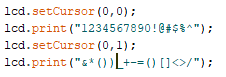 lcd.setCursor(0,0);
lcd.print("1234567890!@#$%^");
lcd.setCursor(0,1);
lcd.print("&*())_+-=()[]<>/");